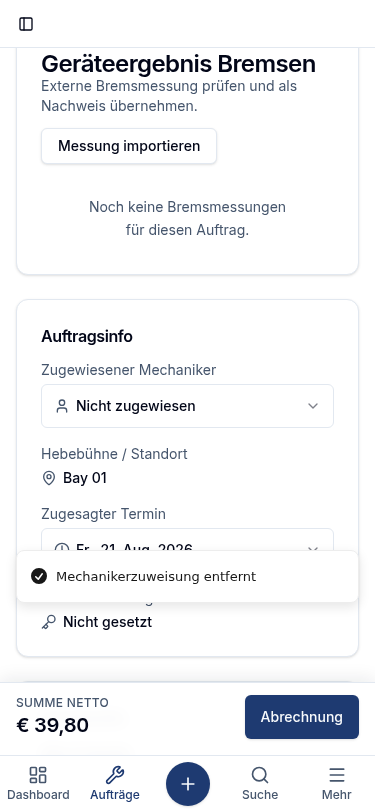 Geräteergebnis Bremsen
Externe Bremsmessung prüfen und als
Nachweis übernehmen.
Messung importieren
Noch keine Bremsmessungen
für diesen Auftrag.
Auftragsinfo
Zugewiesener Mechaniker
Nicht zugewiesen
Hebebühne / Standort
Bay 01
Zugesagter Termin
Fr., 21. Aug. 2026
Mechanikerzuweisung entfernt
Nicht gesetzt
SUMME NETTO
€ 39,80
Abrechnung
Dashboard
Aufträge
Suche
Mehr